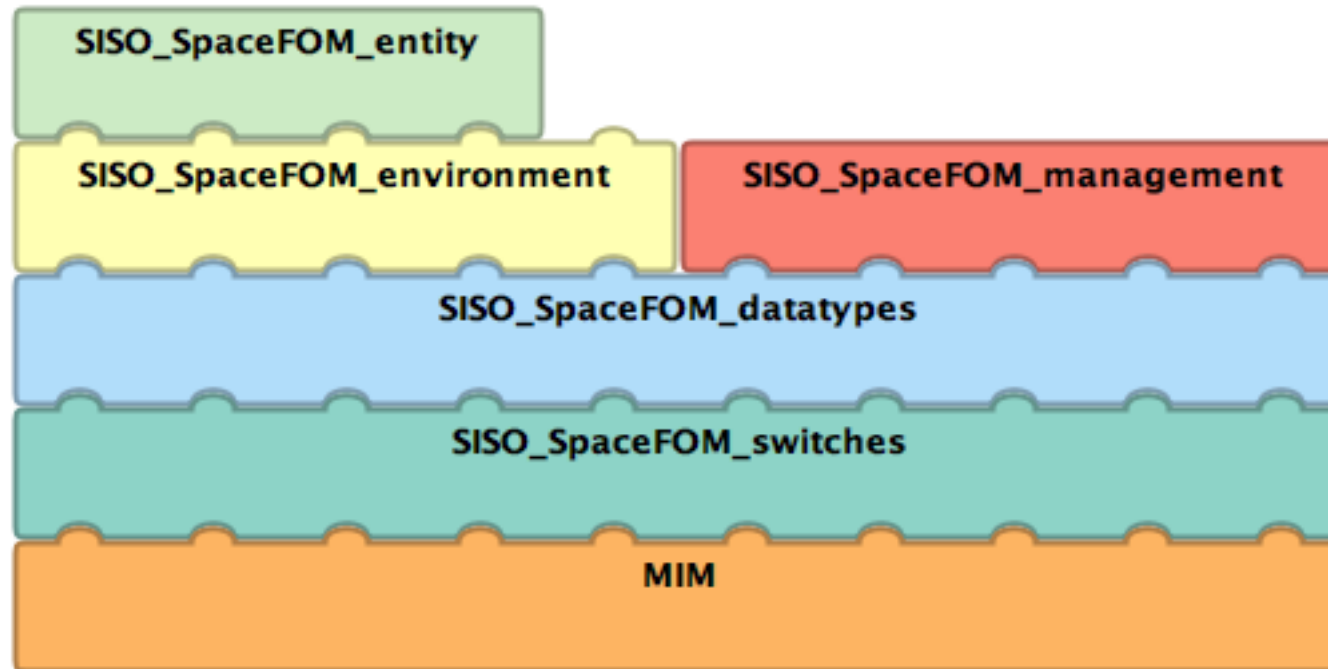 SISO_SpaceFOM_entity
SISO_SpaceFOM_environment
SISO_SpaceFOM_management
SISO_SpaceFOM_datatypes
SISO_SpaceFOM_switches
MIM